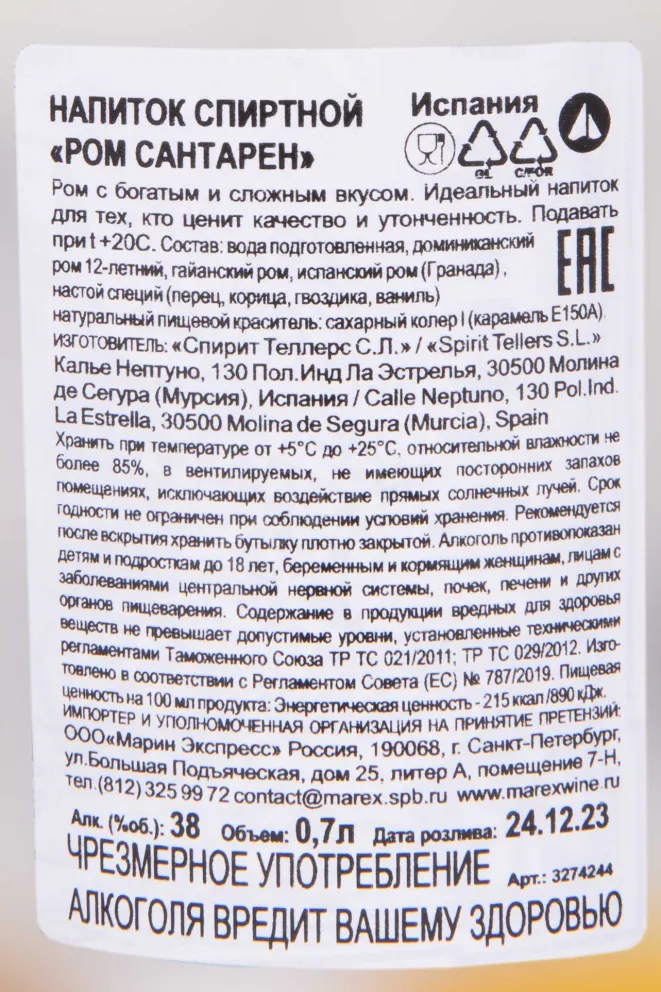 НАПИТОК СПИРТНОЙ
«РОМ САНТАРЕН»
Испания
GL
C/FOR
Ром с богатым и сложным вкусом. Идеальный напиток
для тех, кто ценит качество и утонченность. Подавать
при t +20С. Состав: вода подготовленная, доминиканский
ром 12-летний, гайанский ром, испанский ром (Гранада),
настой специй (перец, корица, гвоздика, ваниль)
натуральный пищевой краситель: сахарный колер I (карамель Е150А).
EAC
ИЗГОТОВИТЕЛЬ: «Спирит Теллерс С.Л.» / «Spirit Tellers S.L.»
Калье Нептуно, 130 Пол.Инд Ла Эстрелья, 30500 Молина
де Сегура (Мурсия), Испания / Calle Neptuno, 130 Pol.Ind.
La Estrella, 30500 Molina de Segura (Murcia), Spain
Хранить при температуре от +5°С до +25°С, относительной влажности не
более 85%, в вентилируемых, не имеющих посторонних запахов
помещениях, исключающих воздействие прямых солнечных лучей. Срок
годности не ограничен при соблюдении условий хранения. Рекомендуется
после вскрытия хранить бутылку плотно закрытой. Алкоголь противопоказан
детям и подросткам до 18 лет, беременным и кормящим женщинам, лицам с
заболеваниями центральной нервной системы, почек, печени и других
органов пищеварения. Содержание в продукции вредных для здоровья
веществ не превышает допустимые уровни, установленные техническими
регламентами Таможенного Союза ТР ТС 021/2011; ТР ТС 029/2012. Изго-
товлено в соответствии с Регламентом Совета (ЕС) № 787/2019. Пищевая
ценность на 100 мл продукта: Энергетическая ценность - 215 ккал /890 кДж.
ИМПОРТЕР И УПОЛНОМОЧЕННАЯ ОРГАНИЗАЦИЯ НА ПРИНЯТИЕ ПРЕТЕНЗИЙ:
ООО«Марин Экспресс» Россия, 190068, г. Санкт-Петербург,
ул.Большая Подъяческая, дом 25, литер А, помещение 7-Н,
тел.(812) 325 99 72 contact@marex.spb.ru www.marexwine.ru
Алк. (%об.): 38 Объем: 0,7л Дата розлива: 24.12.23
ЧРЕЗМЕРНОЕ УПОТРЕБЛЕНИЕ Арт.: 3274244
АЛКОГОЛЯ ВРЕДИТ ВАШЕМУ ЗДОРОВЬЮ